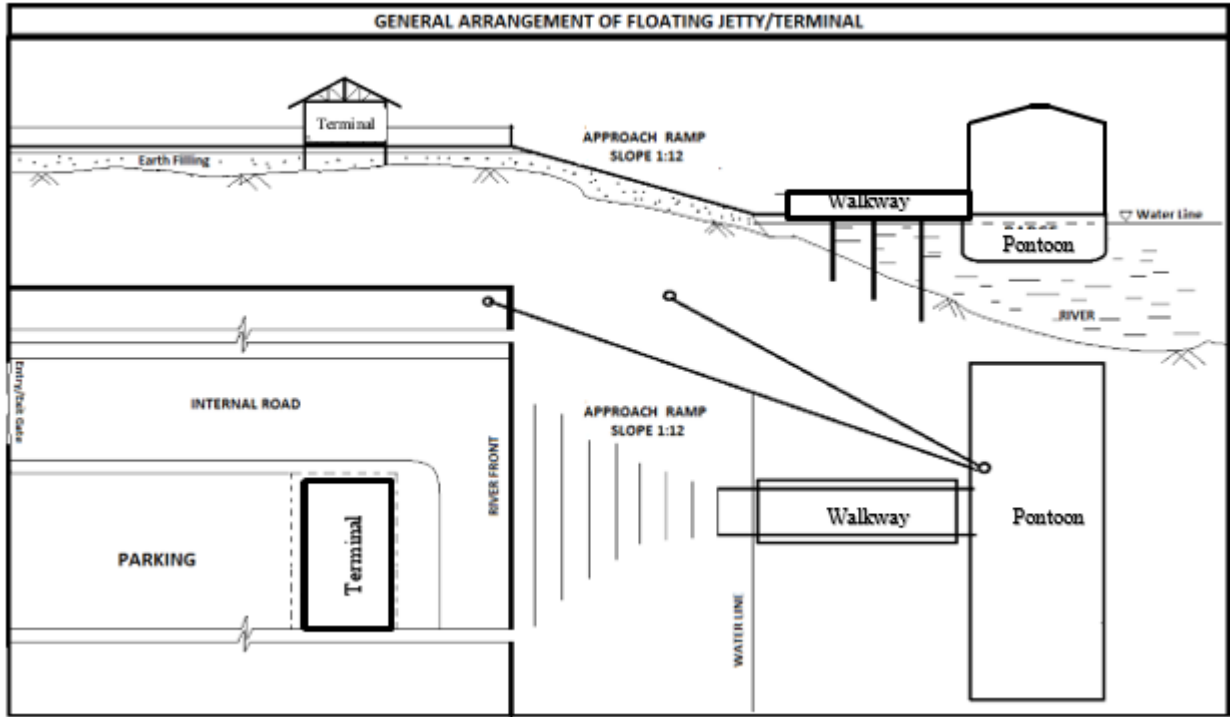 GENERAL ARRANGEMENT OF FLOATING JETTY/TERMINAL
Terminal
APPROACH RAMP
SLOPE 1:12
Earth Filling
Walkway
Water Line
Pontoon
RIVER
Entry/Exit Gate
INTERNAL ROAD
RIVER FRONT
APPROACH RAMP
SLOPE 1:12
PARKING
Terminal
WATER LINE
Walkway
Pontoon